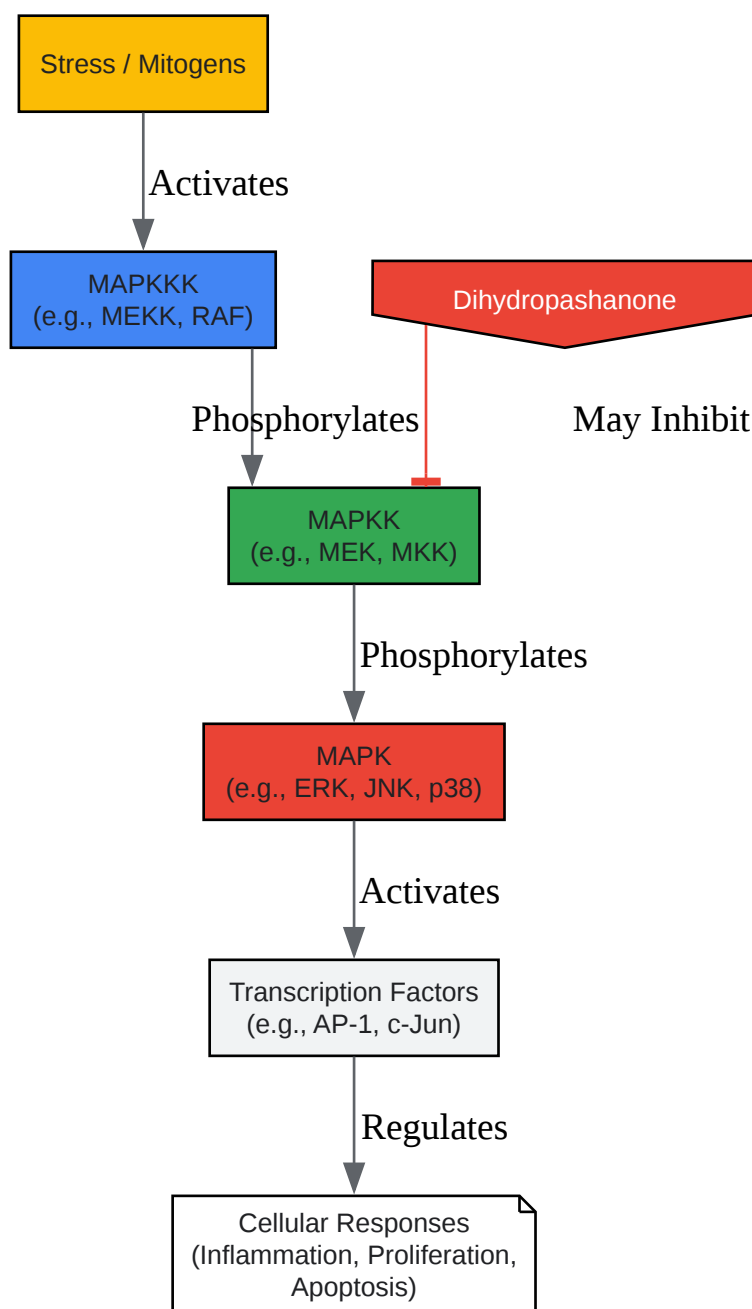 Stress / Mitogens
Activates
MAPKKK
(e.g., MEKK, RAF)
Dihydropashanone
Phosphorylates
May Inhibit
MAPKK
(e.g., MEK, MKK)
Phosphorylates
MAPK
(e.g., ERK, JNK, p38)
Activates
Transcription Factors
(e.g., AP-1, c-Jun)
Regulates
Cellular Responses
(Inflammation, Proliferation,
Apoptosis)